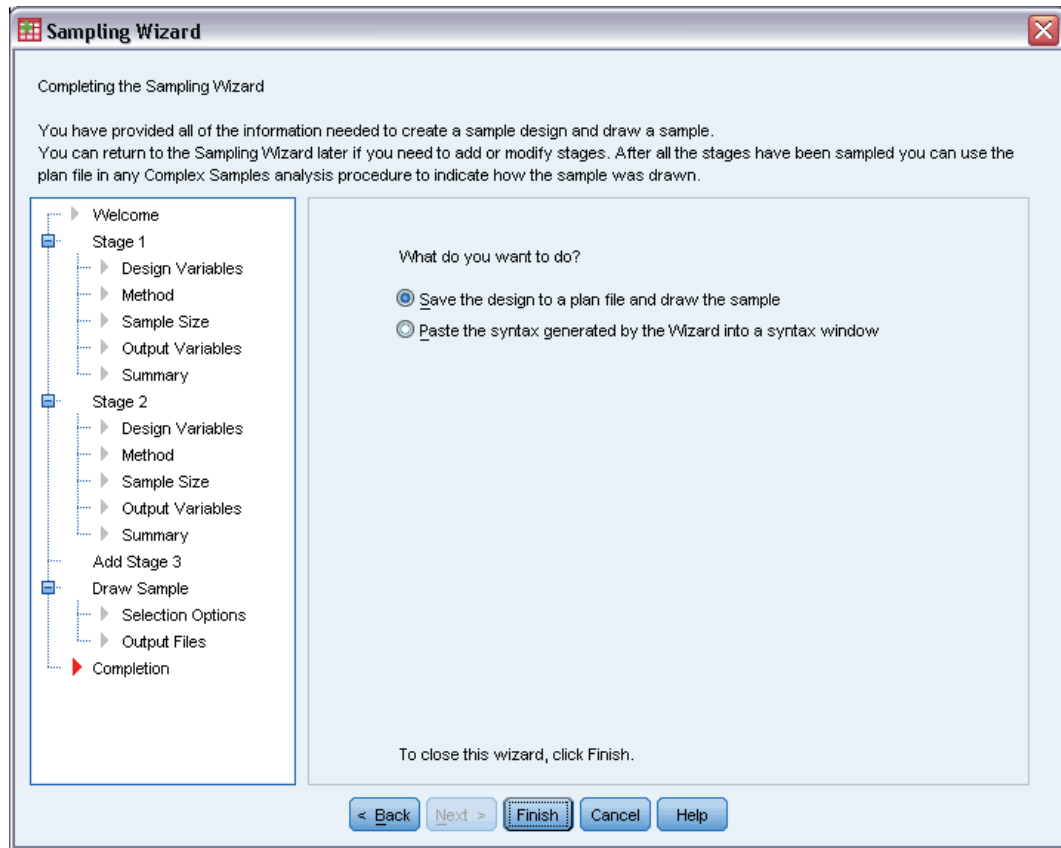 Sampling Wizard
Completing the Sampling Wizard
You have provided all of the information needed to create a sample design and draw a sample.
You can return to the Sampling Wizard later if you need to add or modify stages. After all the stages have been sampled you can use the
plan file in any Complex Samples analysis procedure to indicate how the sample was drawn.
Welcome
Stage 1
Design Variables
Method
Sample Size
Output Variables
Summary
Stage 2
Design Variables
Method
Sample Size
Output Variables
Summary
Add Stage 3
Draw Sample
Selection Options
Output Files
Completion
What do you want to do?
Save the design to a plan file and draw the sample
Paste the syntax generated by the Wizard into a syntax window
To close this wizard, click Finish.
< Back Next > Finish Cancel Help